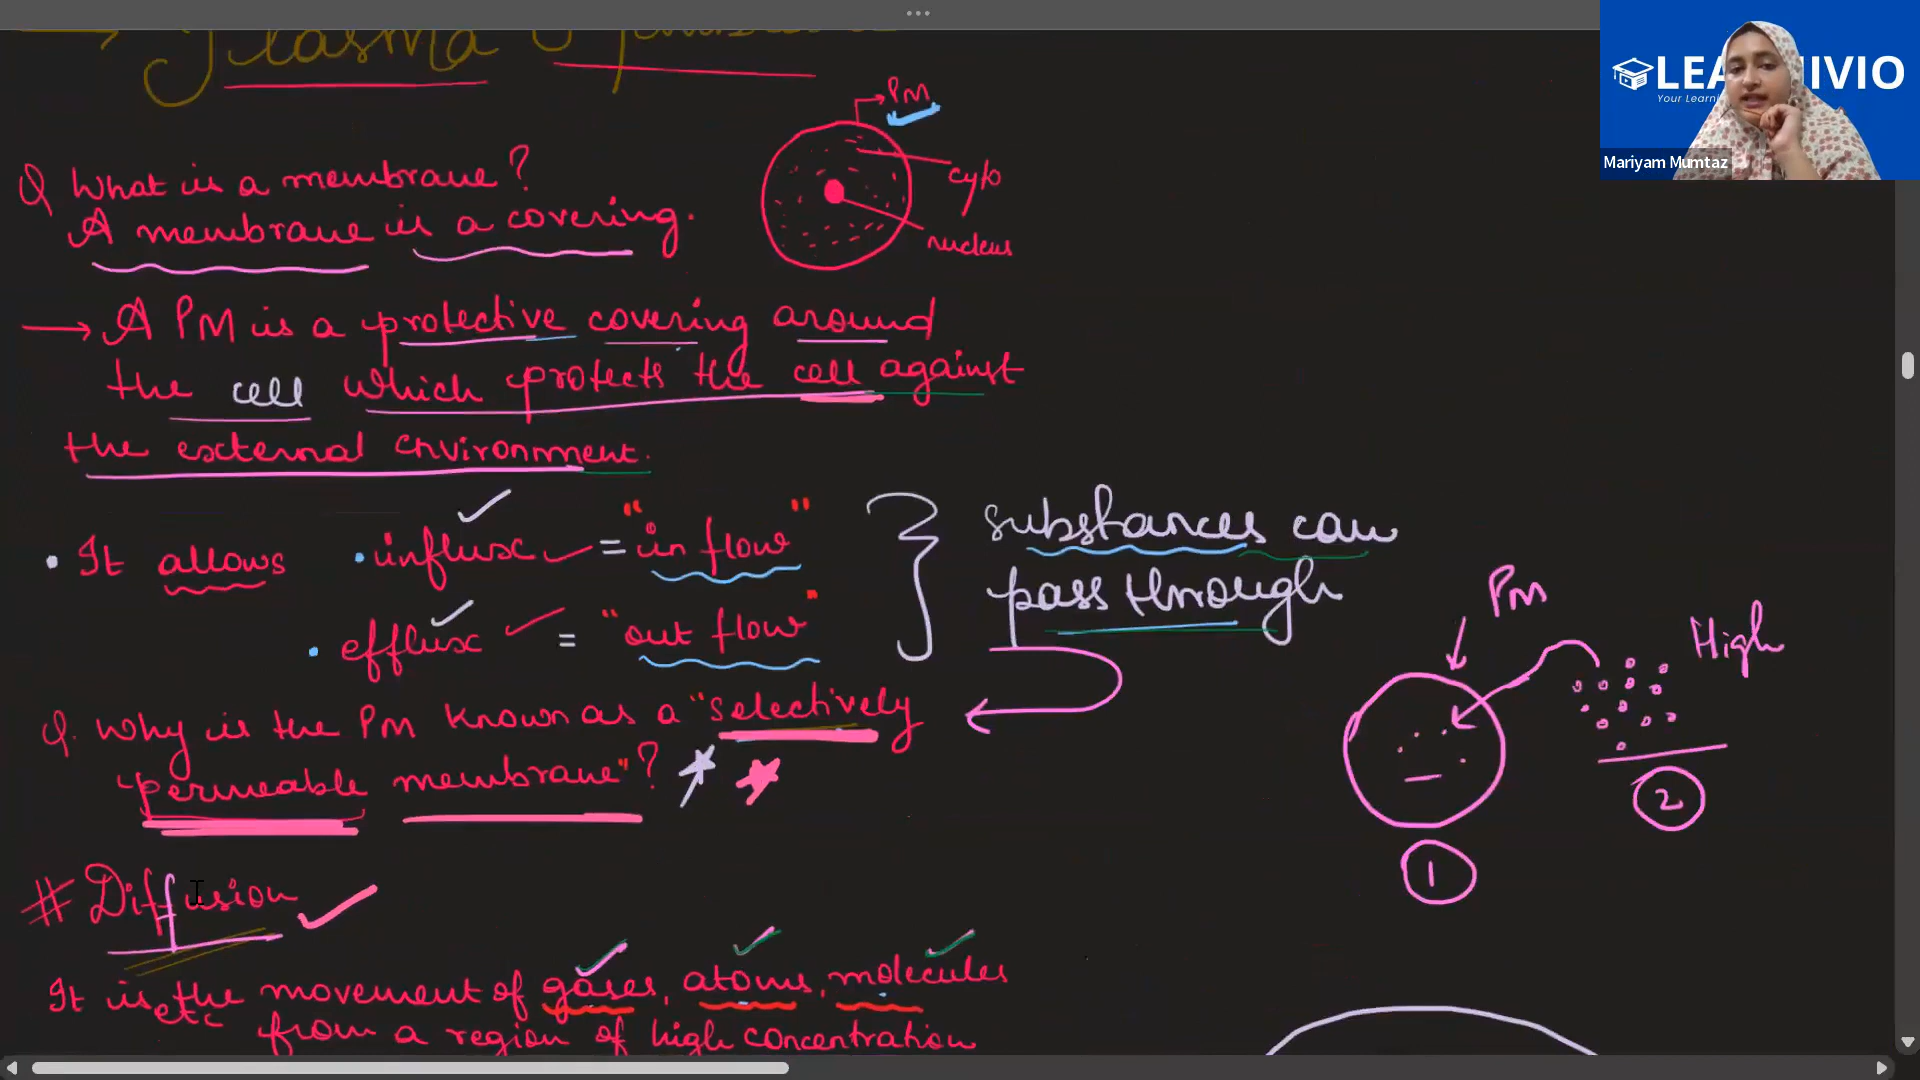 Plasma
PM
cyto
nucleus
Q What is a membrane?
A membrane is a covering.
→ A PM is a protective covering around
the cell which protects the cell against
the external environment.
• It allows • influx = "in flow"
• efflux = "out flow"
substances can
pass through
Q. Why is the PM known as a "selectively
permeable membrane"?
PM
High
1
2
# Diffusion
It is the movement of gases, atoms, molecules
etc from a region of high concentration
Your Learni
Mariyam Mumtaz